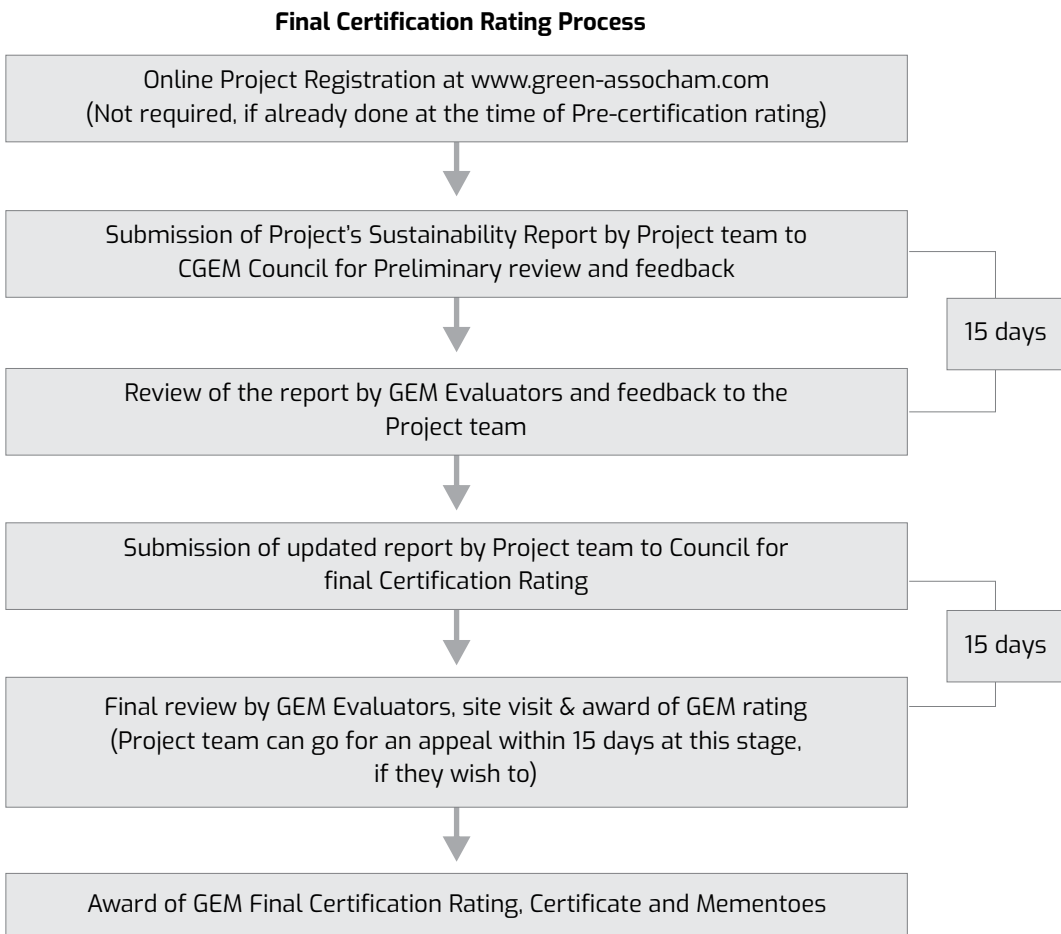 Final Certification Rating Process
Online Project Registration at www.green-assocham.com
(Not required, if already done at the time of Pre-certification rating)
Submission of Project's Sustainability Report by Project team to
CGEM Council for Preliminary review and feedback
15 days
Review of the report by GEM Evaluators and feedback to the
Project team
Submission of updated report by Project team to Council for
final Certification Rating
15 days
Final review by GEM Evaluators, site visit & award of GEM rating
(Project team can go for an appeal within 15 days at this stage,
if they wish to)
Award of GEM Final Certification Rating, Certificate and Mementoes